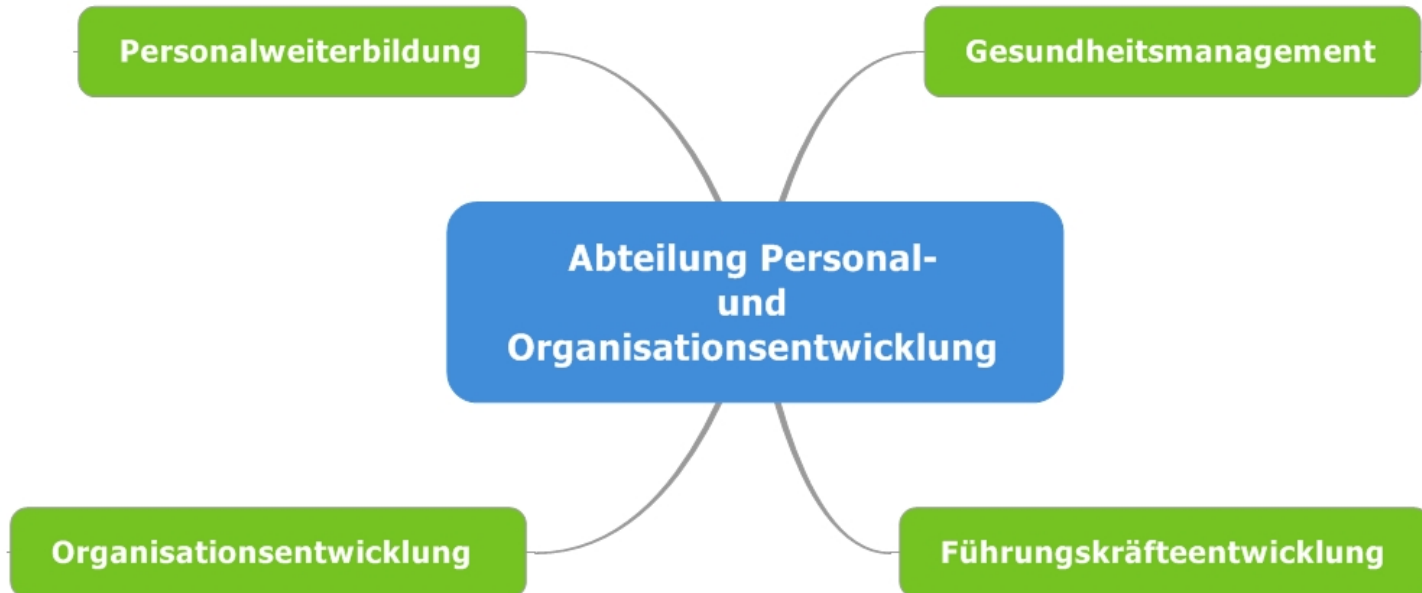 Personalweiterbildung
Gesundheitsmanagement
Abteilung Personal-
und
Organisationsentwicklung
Organisationsentwicklung
Führungskräfteentwicklung